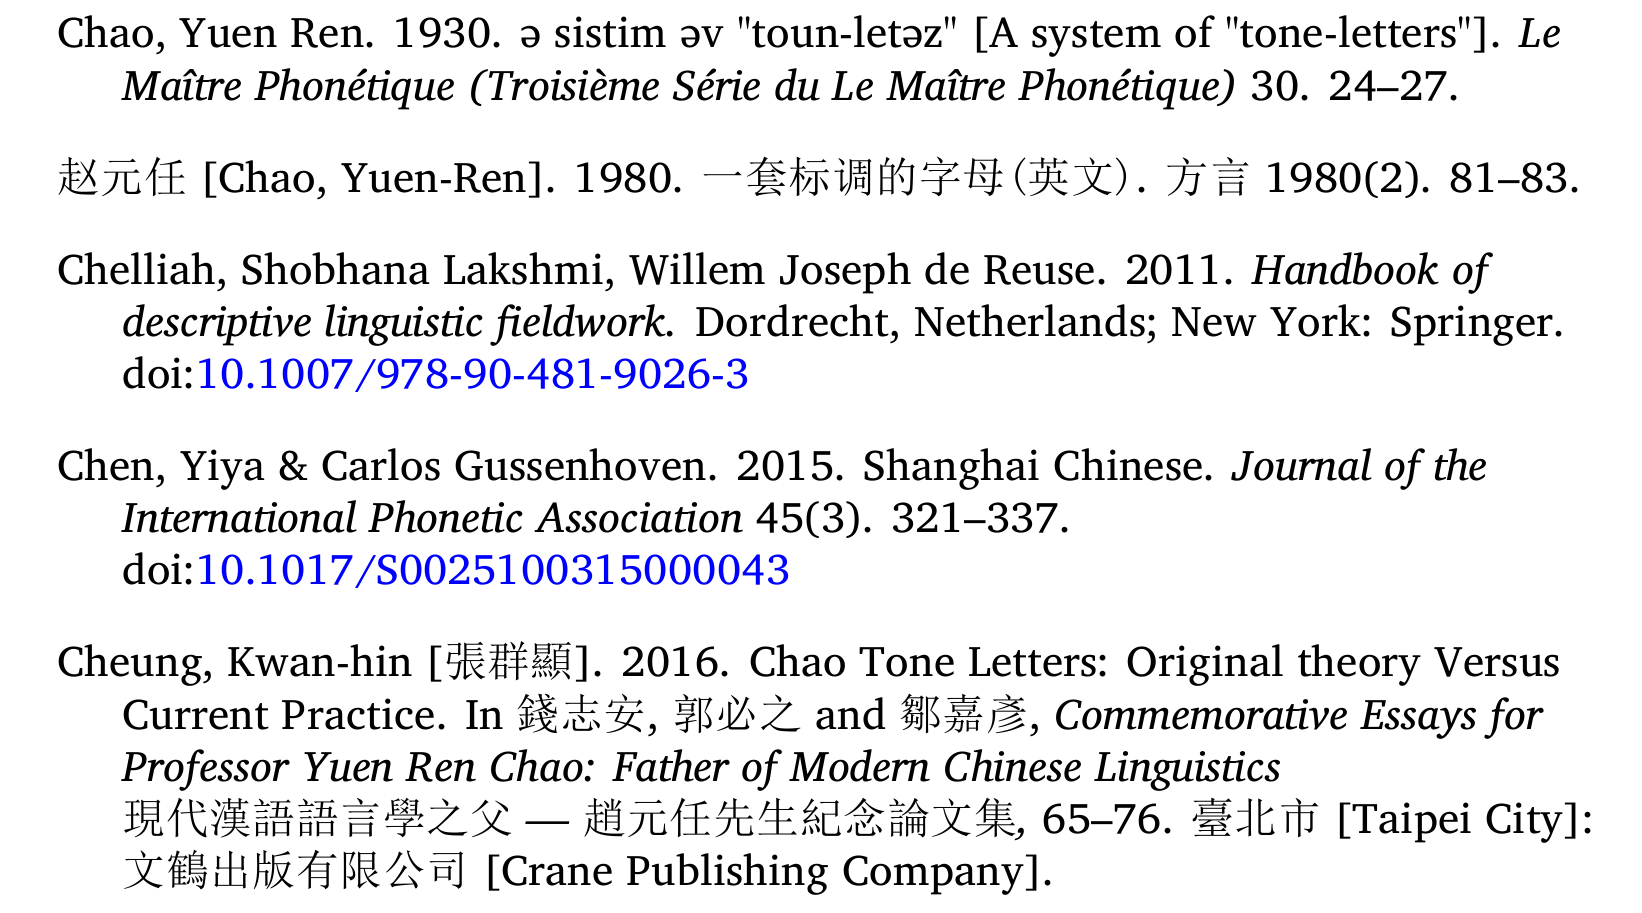 Chao, Yuen Ren. 1930. ə sistim əv "toun-letəz" [A system of "tone-letters"]. Le
Maître Phonétique (Troisième Série du Le Maître Phonétique) 30. 24–27.
赵元任 [Chao, Yuen-Ren]. 1980. 一套标调的字母(英文). 方言 1980(2). 81–83.
Chelliah, Shobhana Lakshmi, Willem Joseph de Reuse. 2011. Handbook of
descriptive linguistic fieldwork. Dordrecht, Netherlands; New York: Springer.
doi:10.1007/978-90-481-9026-3
Chen, Yiya & Carlos Gussenhoven. 2015. Shanghai Chinese. Journal of the
International Phonetic Association 45(3). 321–337.
doi:10.1017/S0025100315000043
Cheung, Kwan-hin [張群顯]. 2016. Chao Tone Letters: Original theory Versus
Current Practice. In 錢志安, 郭必之 and 鄒嘉彥, Commemorative Essays for
Professor Yuen Ren Chao: Father of Modern Chinese Linguistics
現代漢語語言學之父 — 趙元任先生紀念論文集, 65–76. 臺北市 [Taipei City]:
文鶴出版有限公司 [Crane Publishing Company].